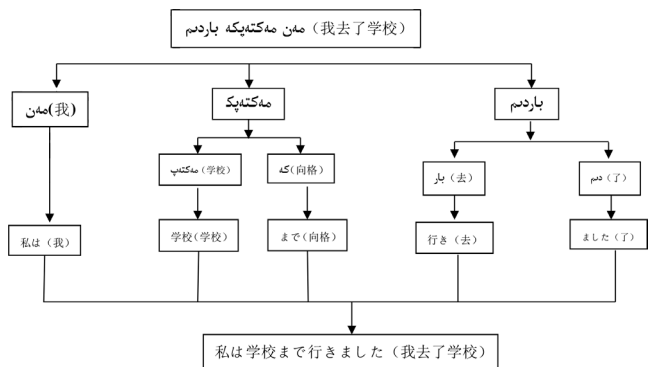 مەن مەكتەپكە باردىم (我去了学校)
مەن(我)
مەكتەپكە
باردىم
مەكتەپ(学校)
كە(向格)
بار(去)
دىم(了)
私は(我)
学校(学校)
まで(向格)
行き(去)
ました(了)
私は学校まで行きました(我去了学校)